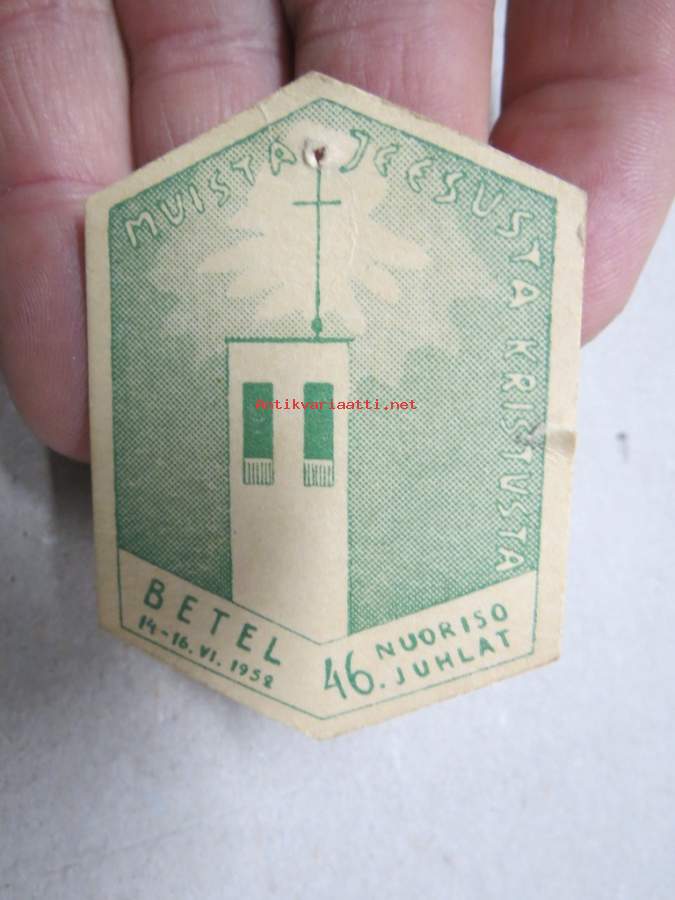 MUISTA JEESUSTA KRISTUSTA
Antikvariaatti.net
BETEL
14-16.VI.1952
46. NUORISO
JUHLAT